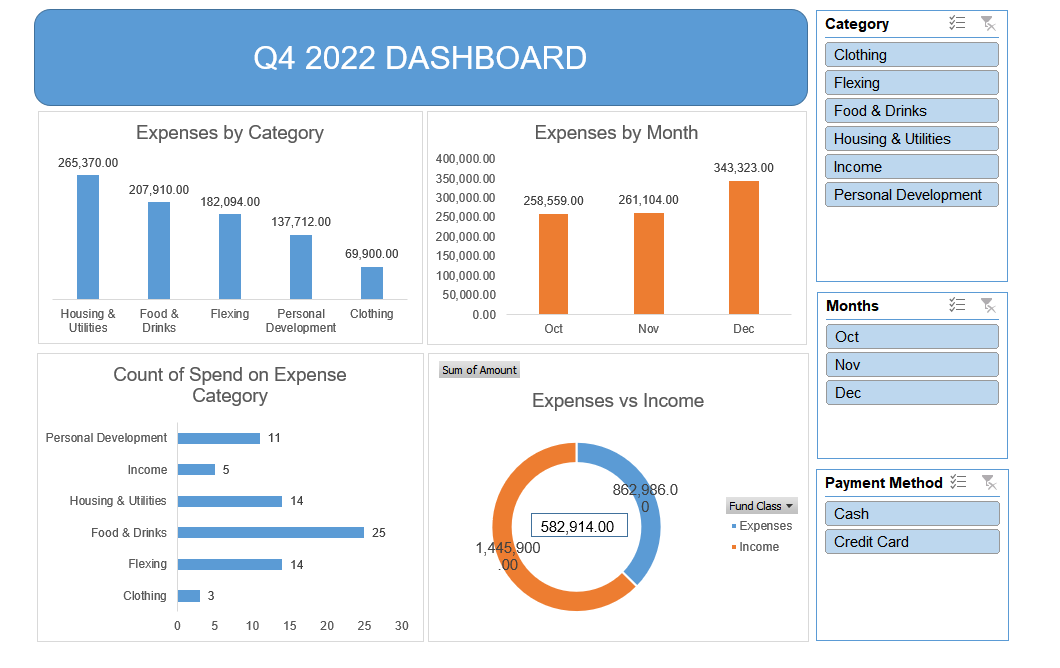 Q4 2022 DASHBOARD
Expenses by Category
265,370.00
207,910.00
182,094.00
137,712.00
69,900.00
Housing &
Utilities
Food &
Drinks
Flexing
Personal
Development
Clothing
Expenses by Month
400,000.00
350,000.00
300,000.00
250,000.00
200,000.00
150,000.00
100,000.00
50,000.00
0.00
258,559.00
261,104.00
343,323.00
Oct
Nov
Dec
Count of Spend on Expense
Category
Personal Development 11
Income 5
Housing & Utilities 14
Food & Drinks 25
Flexing 14
Clothing 3
0 5 10 15 20 25 30
Sum of Amount
Expenses vs Income
862,986.0
0
582,914.00
1,445,900
.00
Fund Class
Expenses
Income
Category
Clothing
Flexing
Food & Drinks
Housing & Utilities
Income
Personal Development
Months
Oct
Nov
Dec
Payment Method
Cash
Credit Card